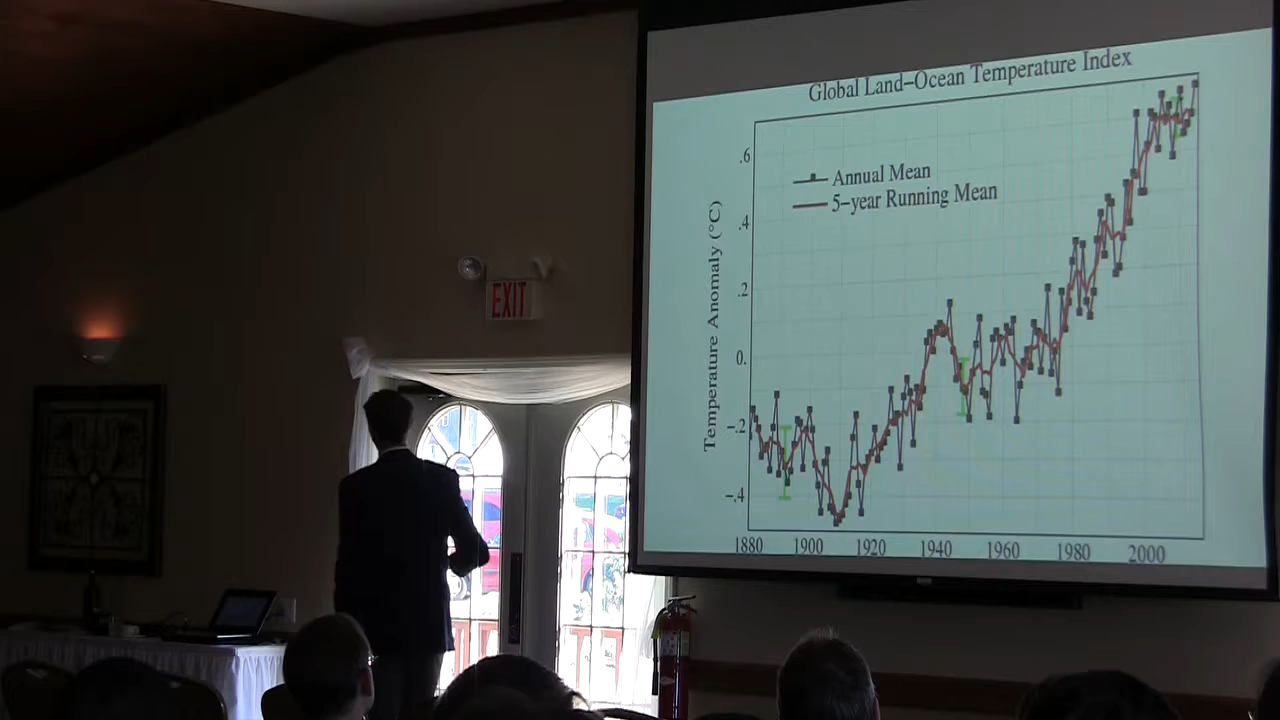 Global Land–Ocean Temperature Index
.6
.4
.2
0.
–.2
–.4
Temperature Anomaly (°C)
Annual Mean
5–year Running Mean
1880 1900 1920 1940 1960 1980 2000
EXIT